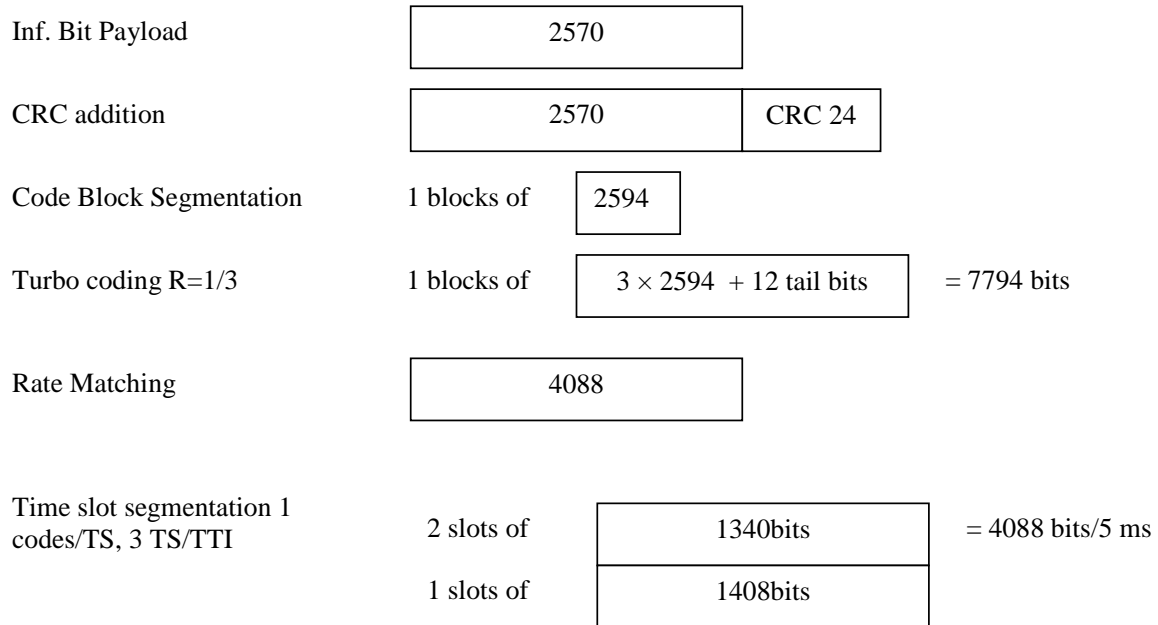 Inf. Bit Payload 2570
CRC addition 2570 CRC 24
Code Block Segmentation 1 blocks of 2594
Turbo coding R=1/3 1 blocks of 3 × 2594 + 12 tail bits = 7794 bits
Rate Matching 4088
Time slot segmentation 1
codes/TS, 3 TS/TTI 2 slots of 1340bits = 4088 bits/5 ms
1 slots of 1408bits